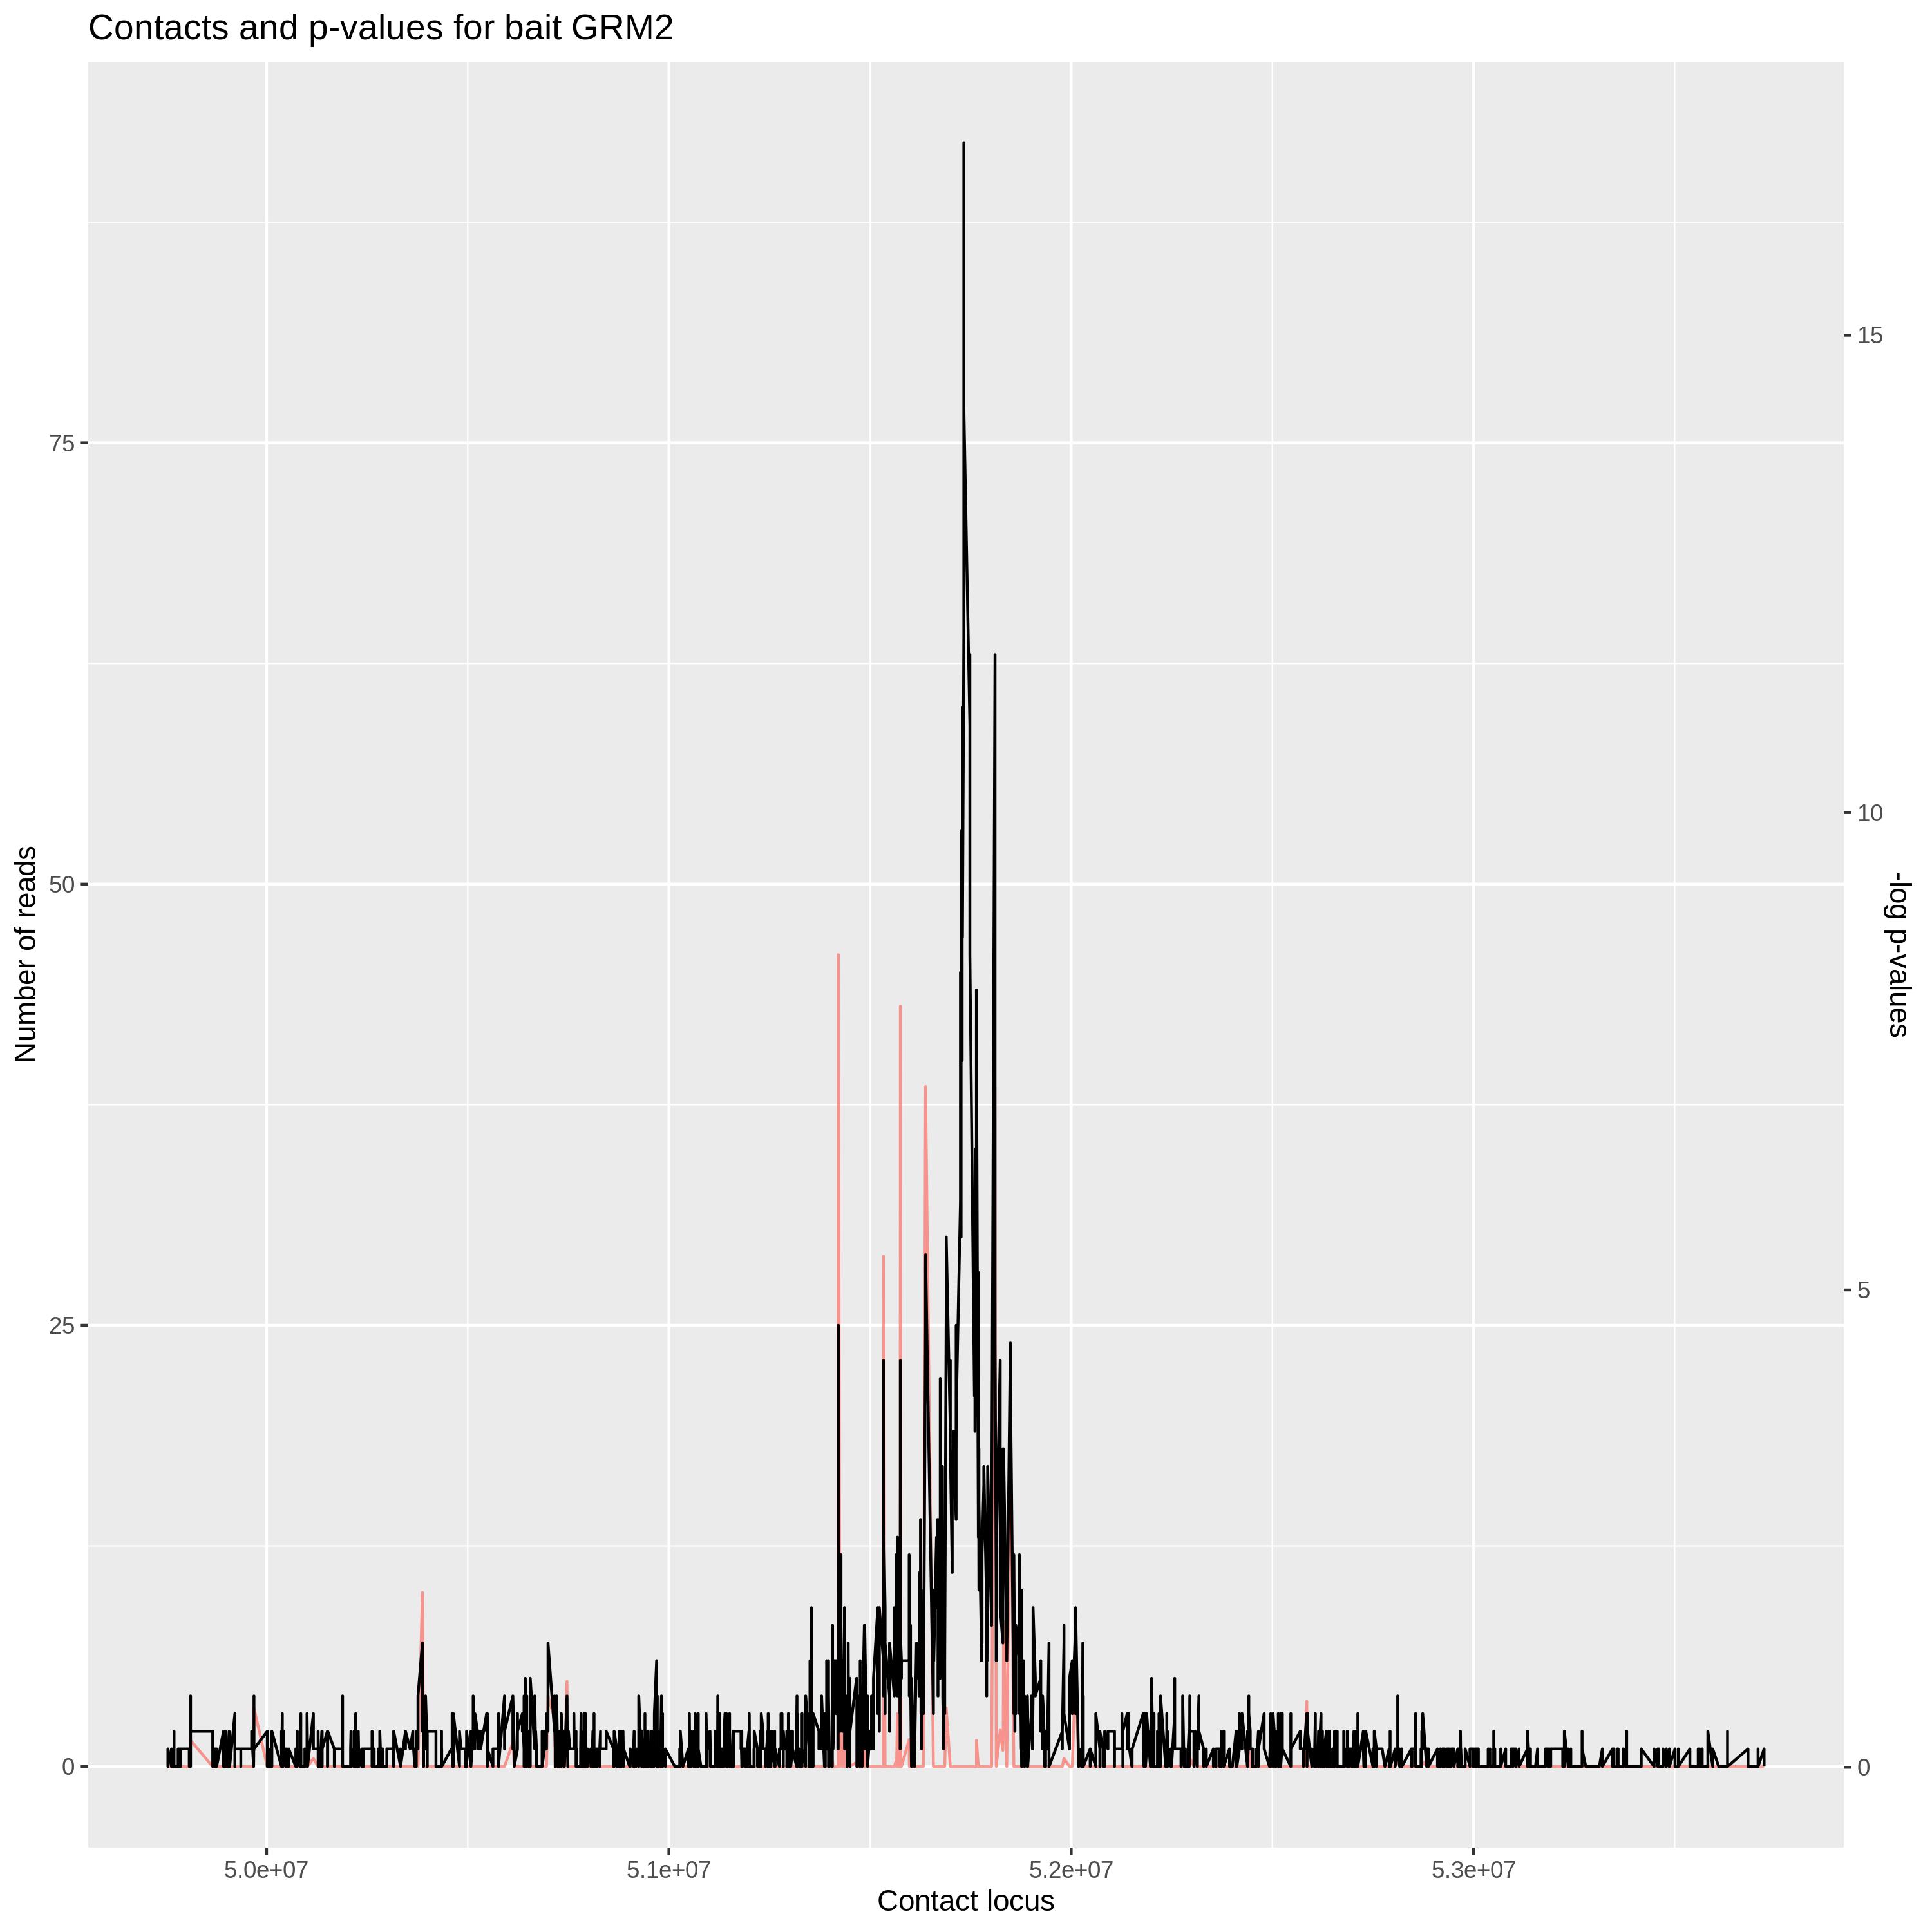 Contacts and p-values for bait GRM2
75
50
25
0
Number of reads
15
10
5
0
-log p-values
5.0e+07
5.1e+07
5.2e+07
5.3e+07
Contact locus